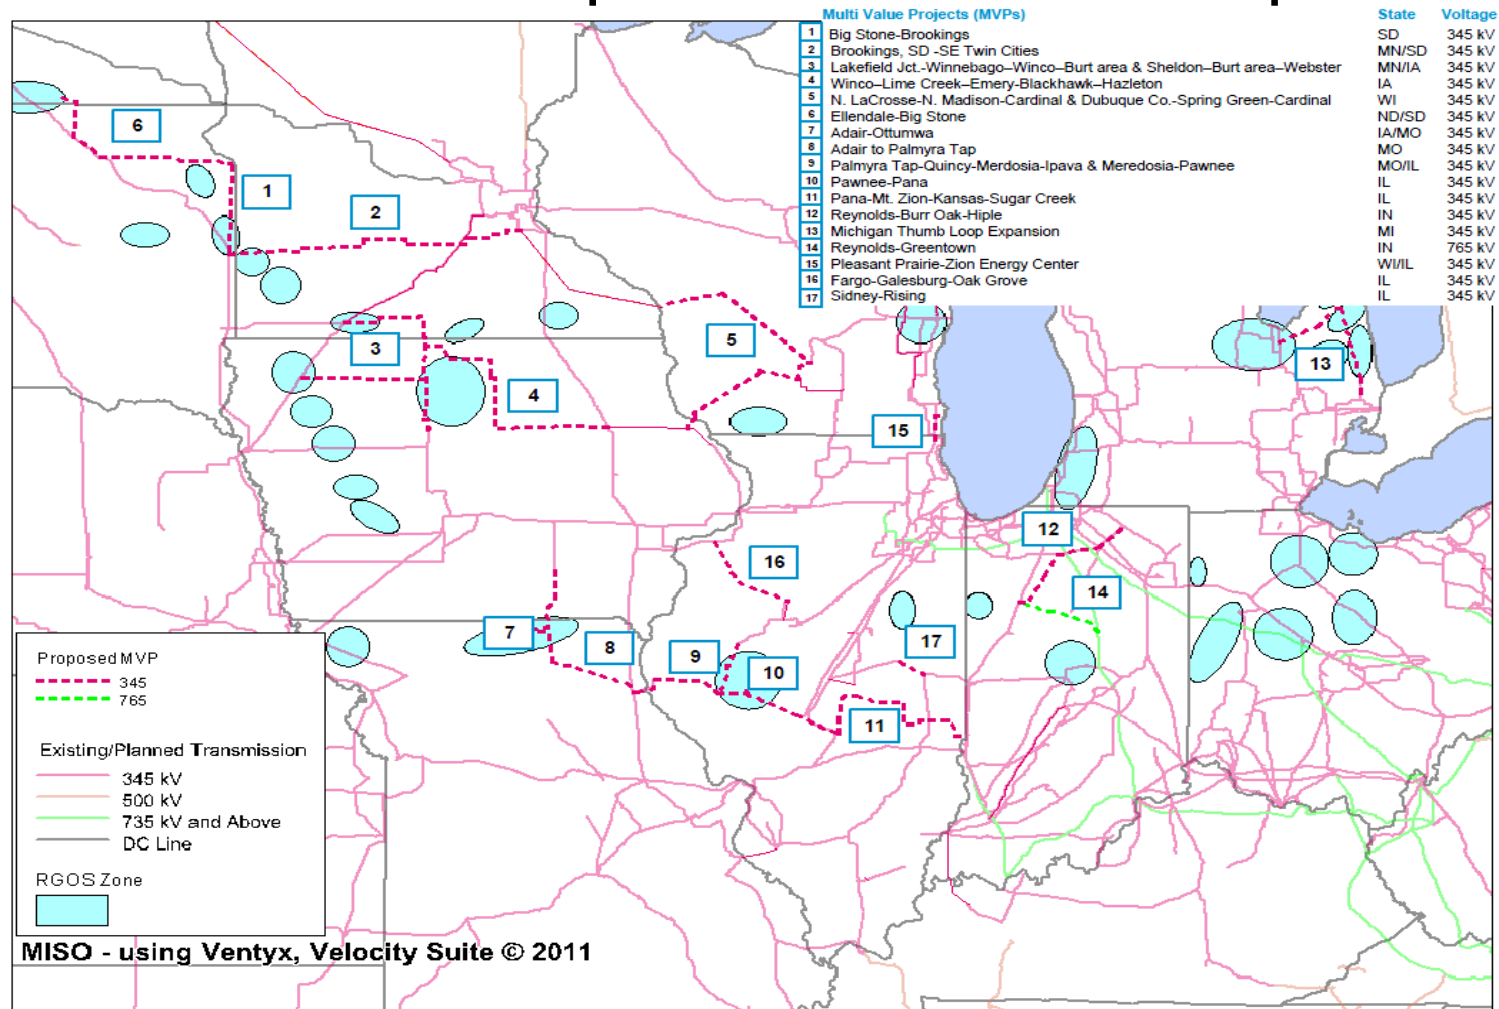 Multi Value Projects (MVPs) State Voltage
1 Big Stone-Brookings SD 345 kV
2 Brookings, SD -SE Twin Cities MN/SD 345 kV
3 Lakefield Jct.-Winnebago–Winco–Burt area & Sheldon–Burt area–Webster MN/IA 345 kV
4 Winco–Lime Creek–Emery-Blackhawk–Hazleton IA 345 kV
5 N. LaCrosse-N. Madison-Cardinal & Dubuque Co.-Spring Green-Cardinal WI 345 kV
6 Ellendale-Big Stone ND/SD 345 kV
7 Adair-Ottumwa IA/MO 345 kV
8 Adair to Palmyra Tap MO 345 kV
9 Palmyra Tap-Quincy-Merdosia-Ipava & Meredosia-Pawnee MO/IL 345 kV
10 Pawnee-Pana IL 345 kV
11 Pana-Mt. Zion-Kansas-Sugar Creek IL 345 kV
12 Reynolds-Burr Oak-Hiple IN 345 kV
13 Michigan Thumb Loop Expansion MI 345 kV
14 Reynolds-Greentown IN 765 kV
15 Pleasant Prairie-Zion Energy Center WI/IL 345 kV
16 Fargo-Galesburg-Oak Grove IL 345 kV
17 Sidney-Rising IL 345 kV
6
1
2
5
3
13
4
15
12
16
14
7
8
17
9
10
11
Proposed MVP
345
765
Existing/Planned Transmission
345 kV
500 kV
735 kV and Above
DC Line
RGOS Zone
MISO - using Ventyx, Velocity Suite © 2011